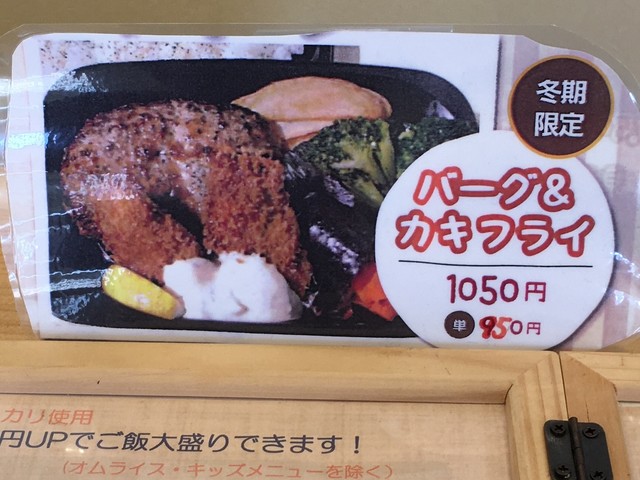 冬期
限定
バーグ&
カキフライ
1050円
単 950円
カリ使用
円UPでご飯大盛りできます！
（オムライス・キッズメニューを除く）